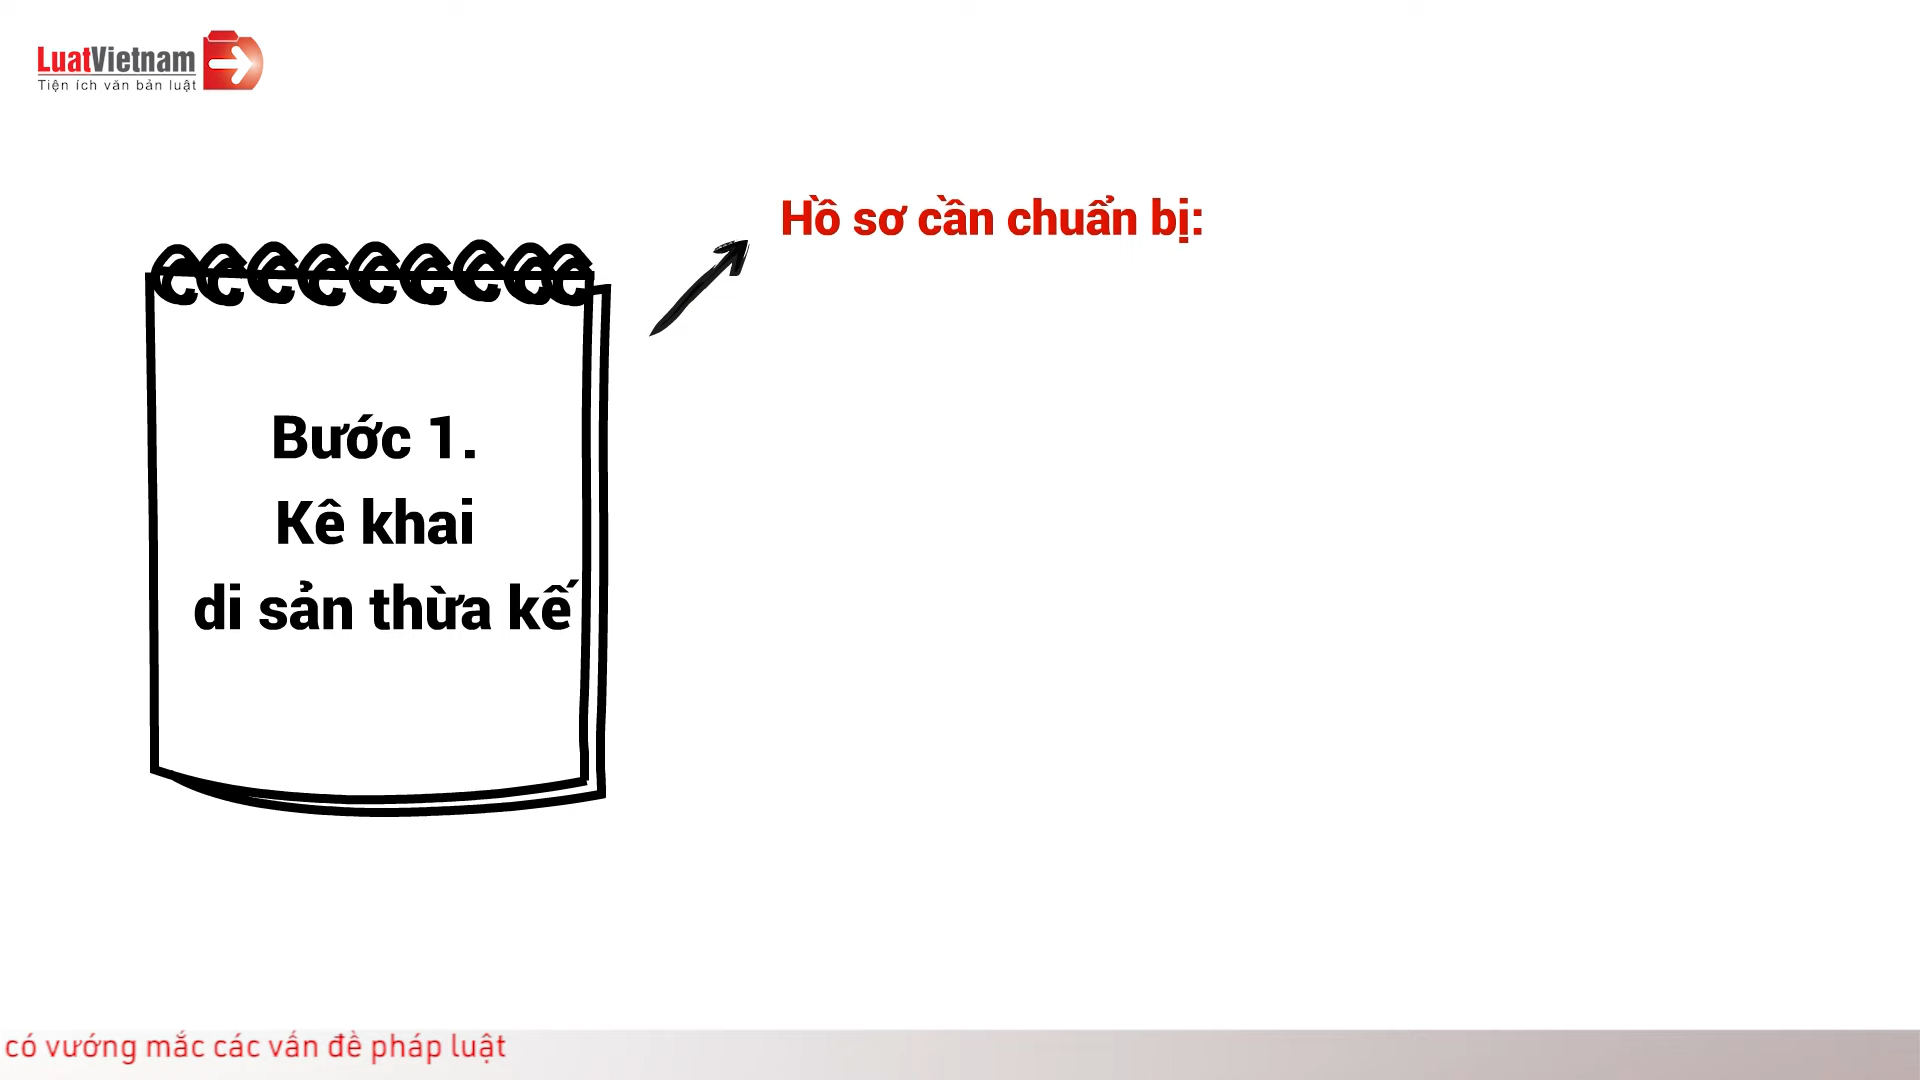 LuatVietnam
Tiện ích văn bản luật
Hồ sơ cần chuẩn bị:
Bước 1.
Kê khai
di sản thừa kế
có vướng mắc các vấn đề pháp luật